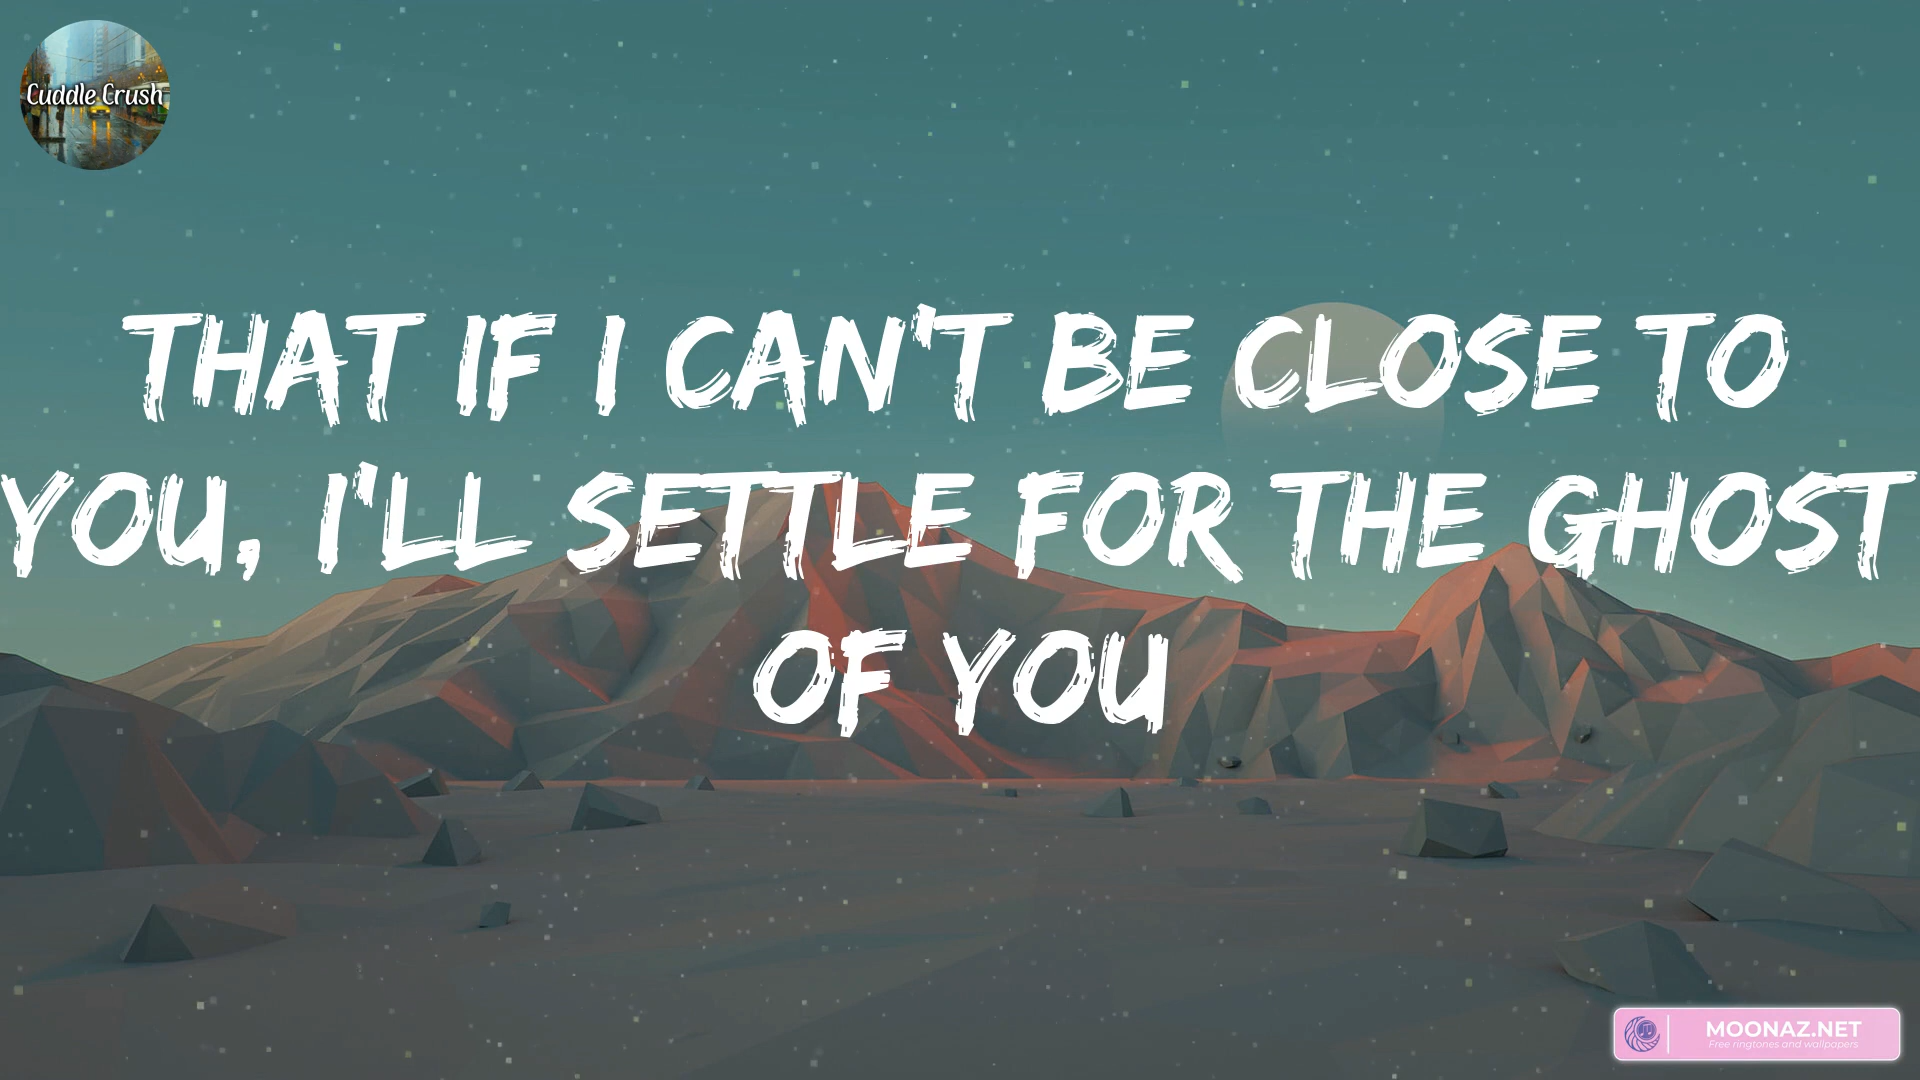 Cuddle Crush
THAT IF I CAN'T BE CLOSE TO
YOU, I'LL SETTLE FOR THE GHOST
OF YOU
MOONAZ.NET
Free ringtones and wallpapers